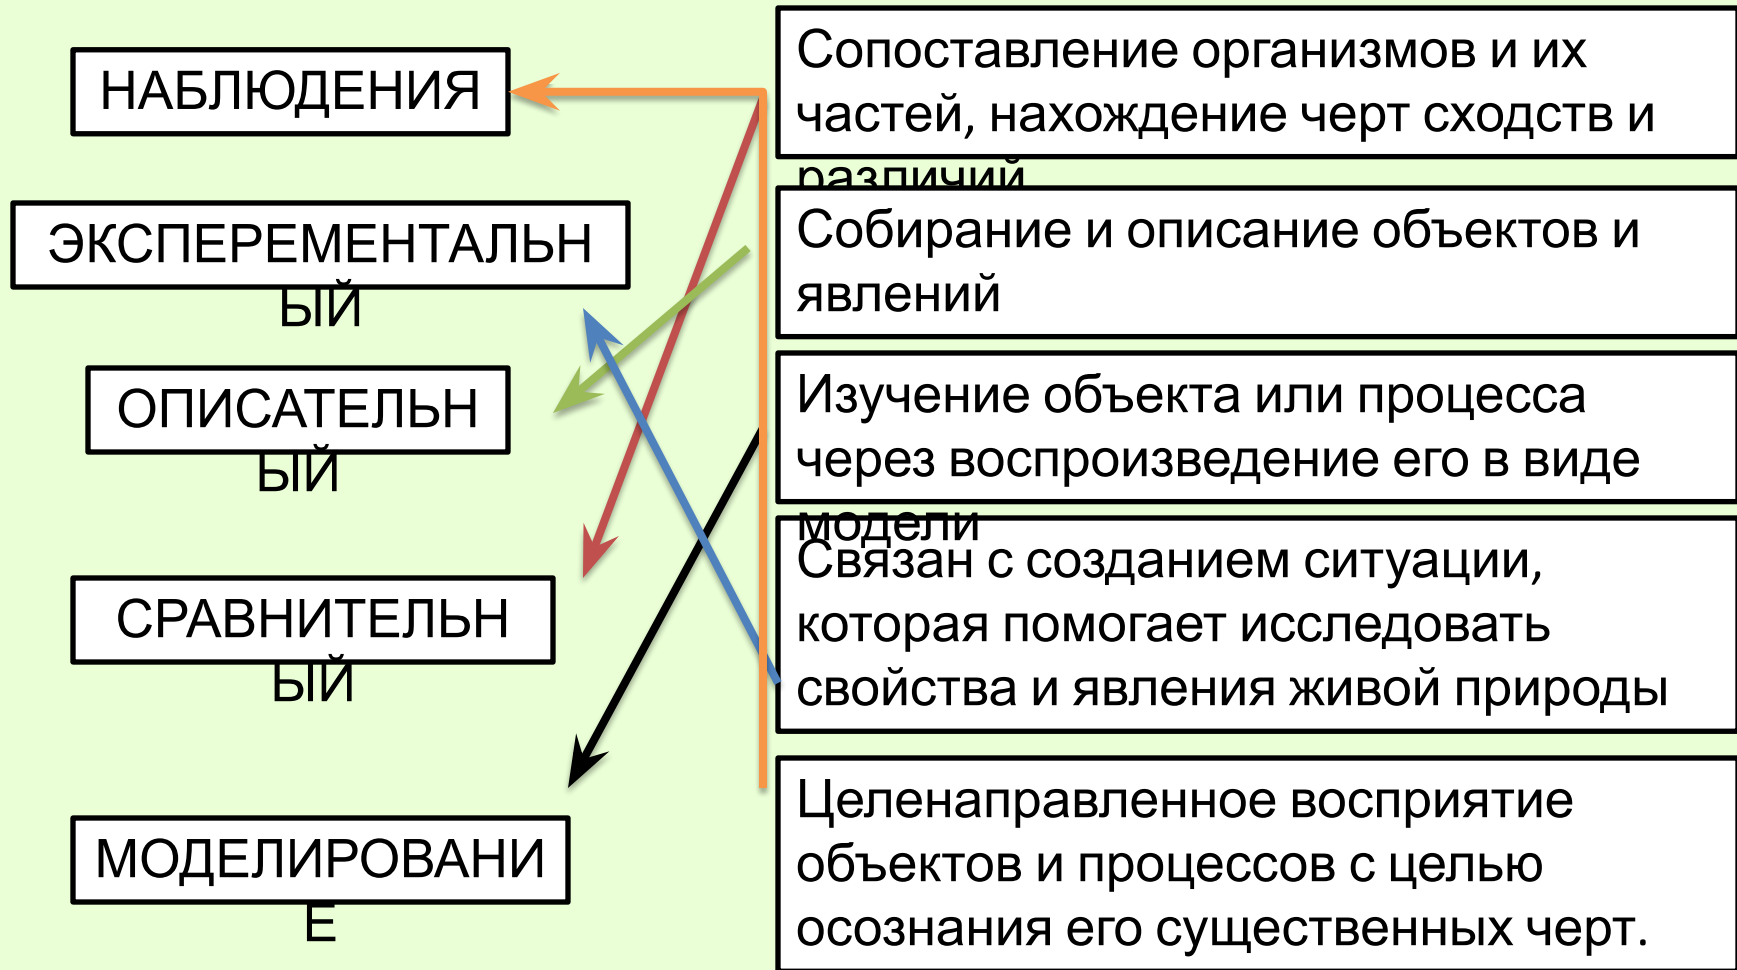 НАБЛЮДЕНИЯ
ЭКСПЕРЕМЕНТАЛЬН
ЫЙ
ОПИСАТЕЛЬН
ЫЙ
СРАВНИТЕЛЬН
ЫЙ
МОДЕЛИРОВАНИ
Е
Сопоставление организмов и их
частей, нахождение черт сходств и
различий
Собирание и описание объектов и
явлений
Изучение объекта или процесса
через воспроизведение его в виде
модели
Связан с созданием ситуации,
которая помогает исследовать
свойства и явления живой природы
Целенаправленное восприятие
объектов и процессов с целью
осознания его существенных черт.